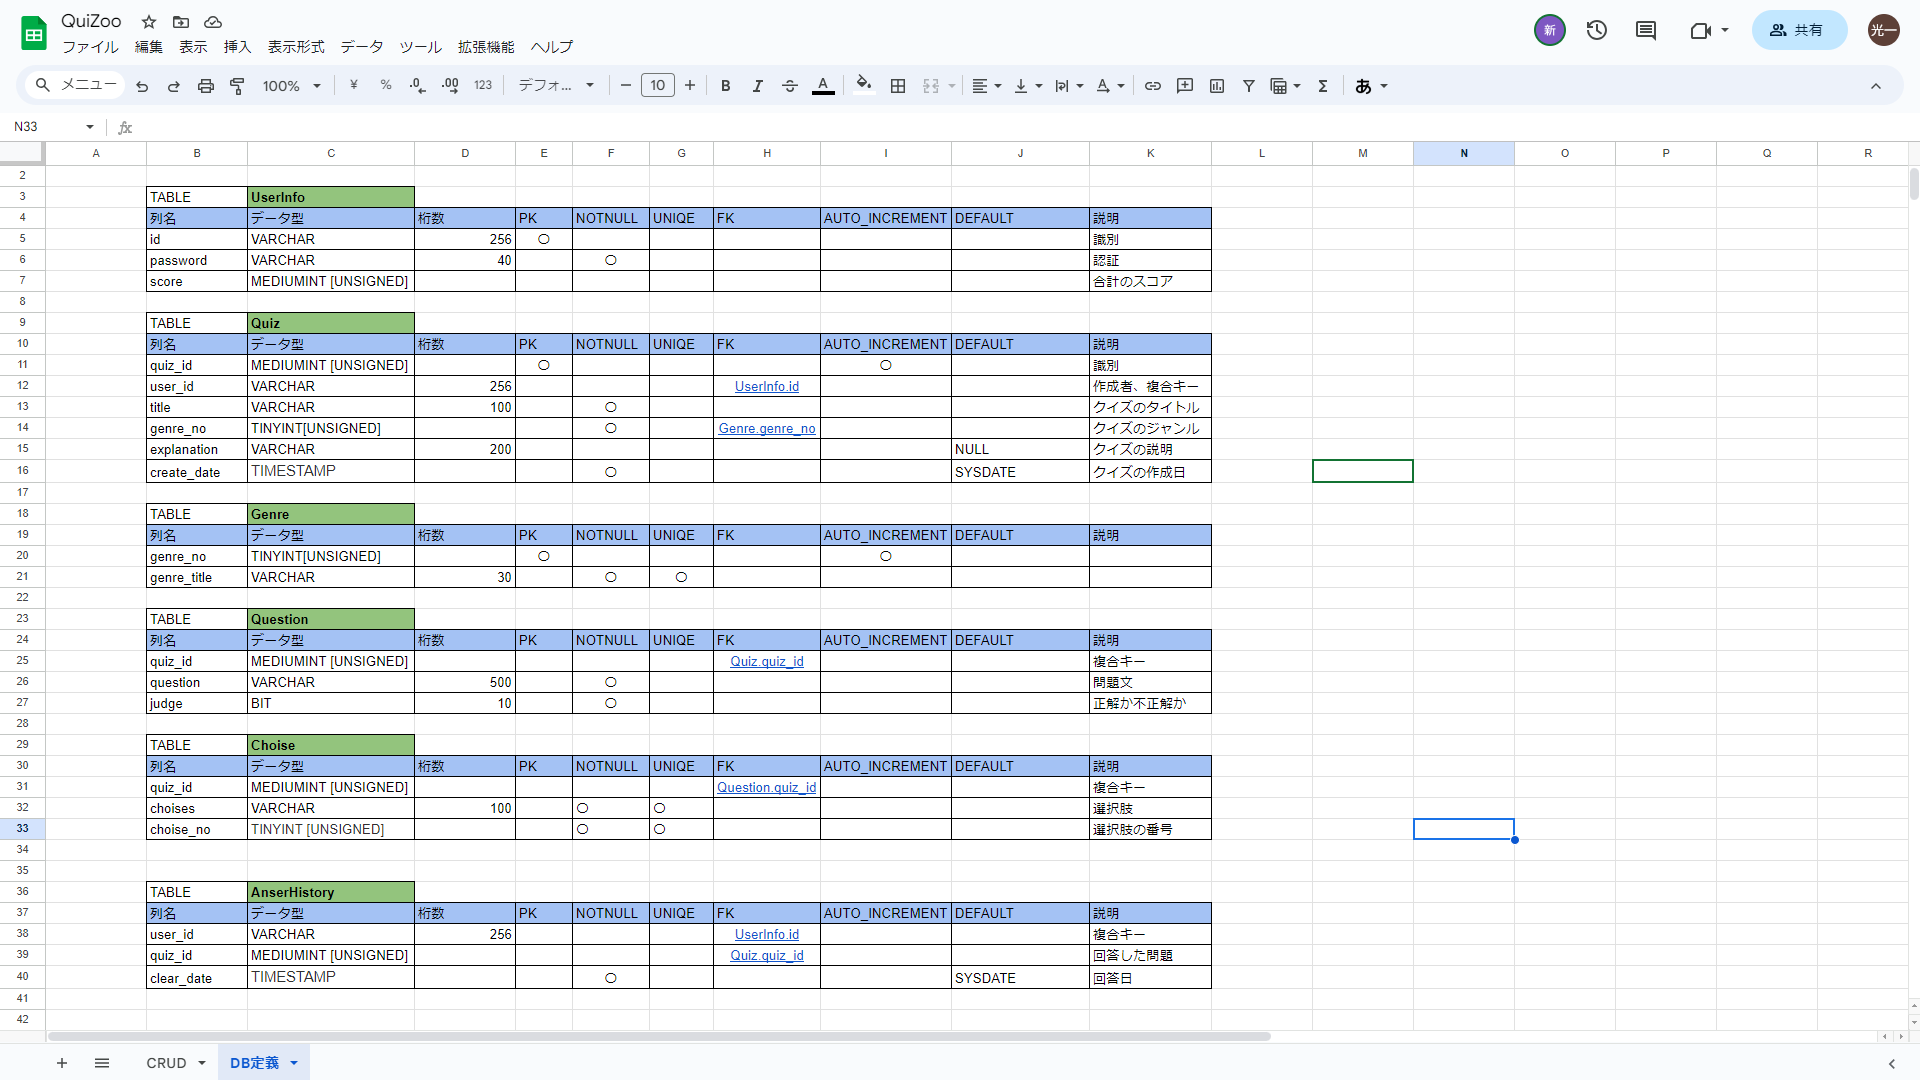 QuiZoo
ファイル 編集 表示 挿入 表示形式 データ ツール 拡張機能 ヘルプ
新
共有
光一
メニュー 100% ¥ % .0 .00 123 デフォ... 10 B I A あ
N33
A B C D E F G H I J K L M N O P Q R
2
3 TABLE UserInfo
4 列名 データ型 桁数 PK NOTNULL UNIQE FK AUTO_INCREMENT DEFAULT 説明
5 id VARCHAR 256 〇 識別
6 password VARCHAR 40 〇 認証
7 score MEDIUMINT [UNSIGNED] 合計のスコア
8
9 TABLE Quiz
10 列名 データ型 桁数 PK NOTNULL UNIQE FK AUTO_INCREMENT DEFAULT 説明
11 quiz_id MEDIUMINT [UNSIGNED] 〇 〇 識別
12 user_id VARCHAR 256 UserInfo.id 作成者、複合キー
13 title VARCHAR 100 〇 クイズのタイトル
14 genre_no TINYINT[UNSIGNED] 〇 Genre.genre_no クイズのジャンル
15 explanation VARCHAR 200 NULL クイズの説明
16 create_date TIMESTAMP 〇 SYSDATE クイズの作成日
17
18 TABLE Genre
19 列名 データ型 桁数 PK NOTNULL UNIQE FK AUTO_INCREMENT DEFAULT 説明
20 genre_no TINYINT[UNSIGNED] 〇 〇
21 genre_title VARCHAR 30 〇 〇
22
23 TABLE Question
24 列名 データ型 桁数 PK NOTNULL UNIQE FK AUTO_INCREMENT DEFAULT 説明
25 quiz_id MEDIUMINT [UNSIGNED] Quiz.quiz_id 複合キー
26 question VARCHAR 500 〇 問題文
27 judge BIT 10 〇 正解か不正解か
28
29 TABLE Choise
30 列名 データ型 桁数 PK NOTNULL UNIQE FK AUTO_INCREMENT DEFAULT 説明
31 quiz_id MEDIUMINT [UNSIGNED] Question.quiz_id 複合キー
32 choises VARCHAR 100 〇 〇 選択肢
33 choise_no TINYINT [UNSIGNED] 〇 〇 選択肢の番号
34
35
36 TABLE AnserHistory
37 列名 データ型 桁数 PK NOTNULL UNIQE FK AUTO_INCREMENT DEFAULT 説明
38 user_id VARCHAR 256 UserInfo.id 複合キー
39 quiz_id MEDIUMINT [UNSIGNED] Quiz.quiz_id 回答した問題
40 clear_date TIMESTAMP 〇 SYSDATE 回答日
41
42
CRUD DB定義